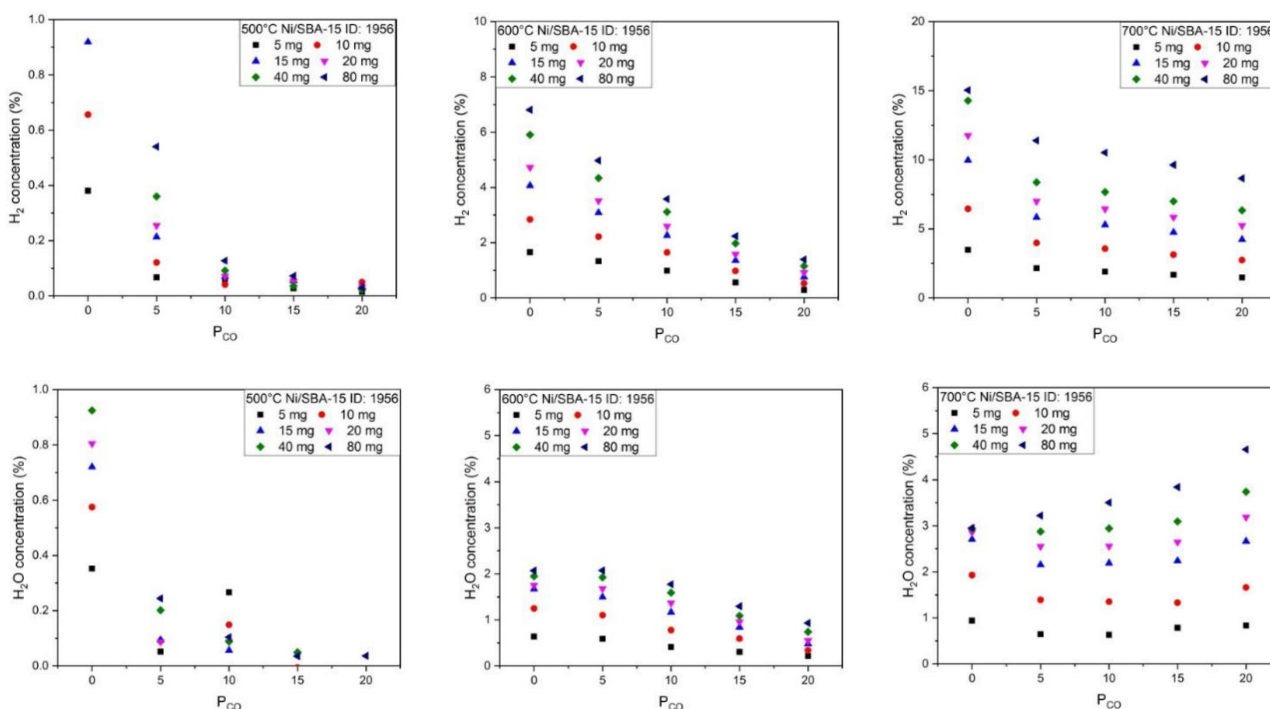 500°C Ni/SBA-15 ID: 1956
5 mg 10 mg
15 mg 20 mg
40 mg 80 mg
H2 concentration (%)
1.0
0.8
0.6
0.4
0.2
0.0
0 5 10 15 20
PCO
600°C Ni/SBA-15 ID: 1956
5 mg 10 mg
15 mg 20 mg
40 mg 80 mg
H2 concentration (%)
10
8
6
4
2
0
0 5 10 15 20
PCO
700°C Ni/SBA-15 ID: 1956
5 mg 10 mg
15 mg 20 mg
40 mg 80 mg
H2 concentration (%)
20
15
10
5
0
0 5 10 15 20
PCO
500°C Ni/SBA-15 ID: 1956
5 mg 10 mg
15 mg 20 mg
40 mg 80 mg
H2O concentration (%)
1.0
0.8
0.6
0.4
0.2
0.0
0 5 10 15 20
PCO
600°C Ni/SBA-15 ID: 1956
5 mg 10 mg
15 mg 20 mg
40 mg 80 mg
H2O concentration (%)
6
5
4
3
2
1
0
0 5 10 15 20
PCO
700°C Ni/SBA-15 ID: 1956
5 mg 10 mg
15 mg 20 mg
40 mg 80 mg
H2O concentration (%)
6
5
4
3
2
1
0
0 5 10 15 20
PCO